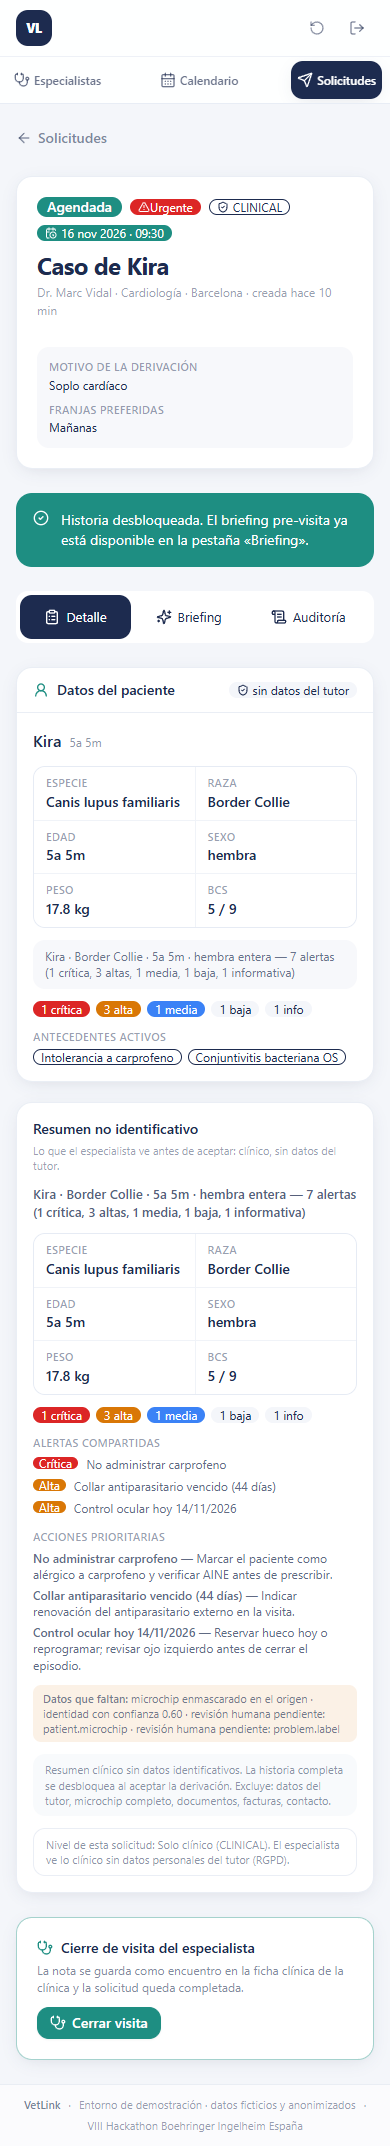 VL
Especialistas
Calendario
Solicitudes
Solicitudes
Agendada
Urgente
CLINICAL
16 nov 2026 · 09:30
Caso de Kira
Dr. Marc Vidal · Cardiología · Barcelona · creada hace 10
min
MOTIVO DE LA DERIVACIÓN
Soplo cardíaco
FRANJAS PREFERIDAS
Mañanas
Historia desbloqueada. El briefing pre-visita ya
está disponible en la pestaña «Briefing».
Detalle
Briefing
Auditoría
Datos del paciente
sin datos del tutor
Kira 5a 5m
ESPECIE
Canis lupus familiaris
RAZA
Border Collie
EDAD
5a 5m
SEXO
hembra
PESO
17.8 kg
BCS
5 / 9
Kira · Border Collie · 5a 5m · hembra entera — 7 alertas
(1 crítica, 3 altas, 1 media, 1 baja, 1 informativa)
1 crítica
3 alta
1 media
1 baja
1 info
ANTECEDENTES ACTIVOS
Intolerancia a carprofeno
Conjuntivitis bacteriana OS
Resumen no identificativo
Lo que el especialista ve antes de aceptar: clínico, sin datos del
tutor.
Kira · Border Collie · 5a 5m · hembra entera — 7 alertas
(1 crítica, 3 altas, 1 media, 1 baja, 1 informativa)
ESPECIE
Canis lupus familiaris
RAZA
Border Collie
EDAD
5a 5m
SEXO
hembra
PESO
17.8 kg
BCS
5 / 9
1 crítica
3 alta
1 media
1 baja
1 info
ALERTAS COMPARTIDAS
Crítica No administrar carprofeno
Alta Collar antiparasitario vencido (44 días)
Alta Control ocular hoy 14/11/2026
ACCIONES PRIORITARIAS
No administrar carprofeno — Marcar el paciente como
alérgico a carprofeno y verificar AINE antes de prescribir.
Collar antiparasitario vencido (44 días) — Indicar
renovación del antiparasitario externo en la visita.
Control ocular hoy 14/11/2026 — Reservar hueco hoy o
reprogramar; revisar ojo izquierdo antes de cerrar el
episodio.
Datos que faltan: microchip enmascarado en el origen ·
identidad con confianza 0.60 · revisión humana pendiente:
patient.microchip · revisión humana pendiente: problem.label
Resumen clínico sin datos identificativos. La historia completa
se desbloquea al aceptar la derivación. Excluye: datos del
tutor, microchip completo, documentos, facturas, contacto.
Nivel de esta solicitud: Solo clínico (CLINICAL). El especialista
ve lo clínico sin datos personales del tutor (RGPD).
Cierre de visita del especialista
La nota se guarda como encuentro en la ficha clínica de la
clínica y la solicitud queda completada.
Cerrar visita
VetLink · Entorno de demostración · datos ficticios y anonimizados ·
VIII Hackathon Boehringer Ingelheim España